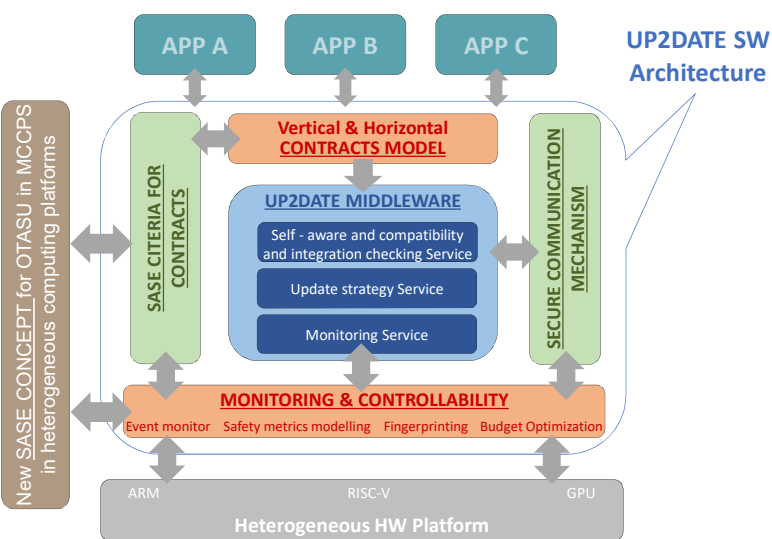 APP A
APP B
APP C
UP2DATE SW
Architecture
New SASE CONCEPT for OTASU in MCCPS
in heterogeneous computing platforms
SASE CITERIA FOR
CONTRACTS
Vertical & Horizontal
CONTRACTS MODEL
UP2DATE MIDDLEWARE
Self - aware and compatibility
and integration checking Service
Update strategy Service
Monitoring Service
SECURE COMMUNICATION
MECHANISM
MONITORING & CONTROLLABILITY
Event monitor Safety metrics modelling Fingerprinting Budget Optimization
ARM RISC-V GPU
Heterogeneous HW Platform